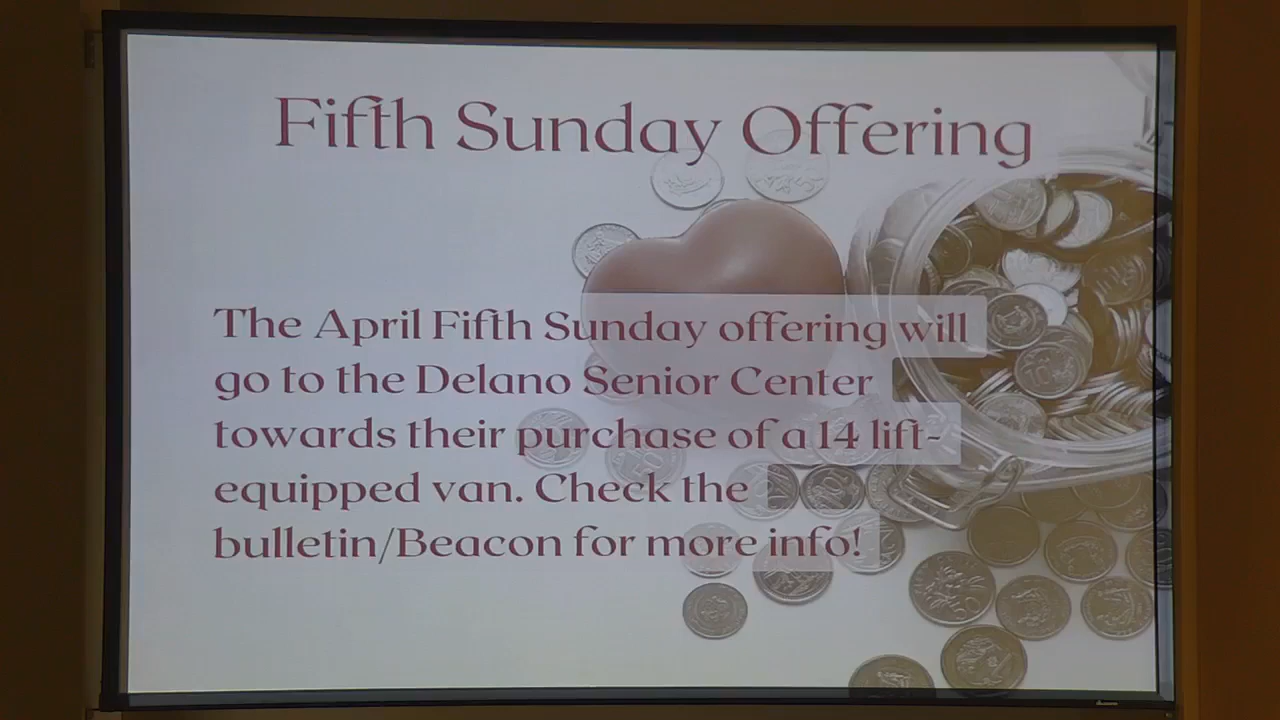 Fifth Sunday Offering
The April Fifth Sunday offering will
go to the Delano Senior Center
towards their purchase of a 14 lift-
equipped van. Check the
bulletin/Beacon for more info!